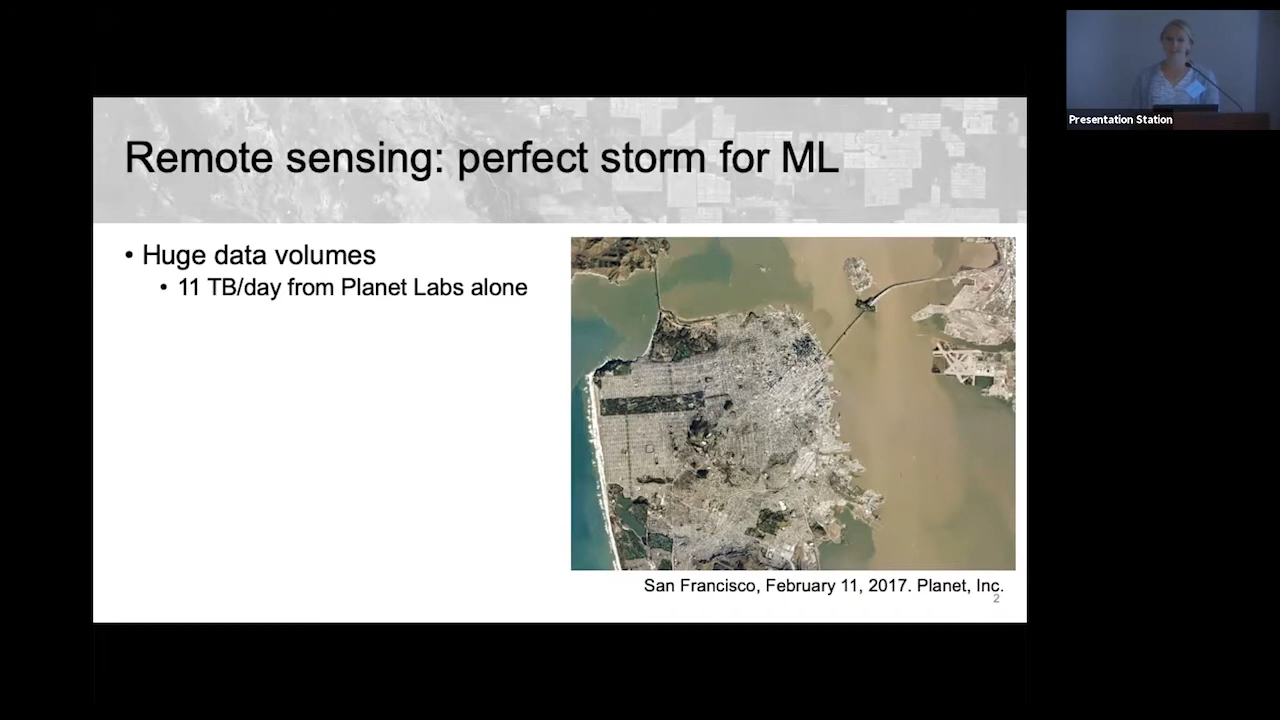 Remote sensing: perfect storm for ML
• Huge data volumes
• 11 TB/day from Planet Labs alone
San Francisco, February 11, 2017. Planet, Inc.
2
Presentation Station